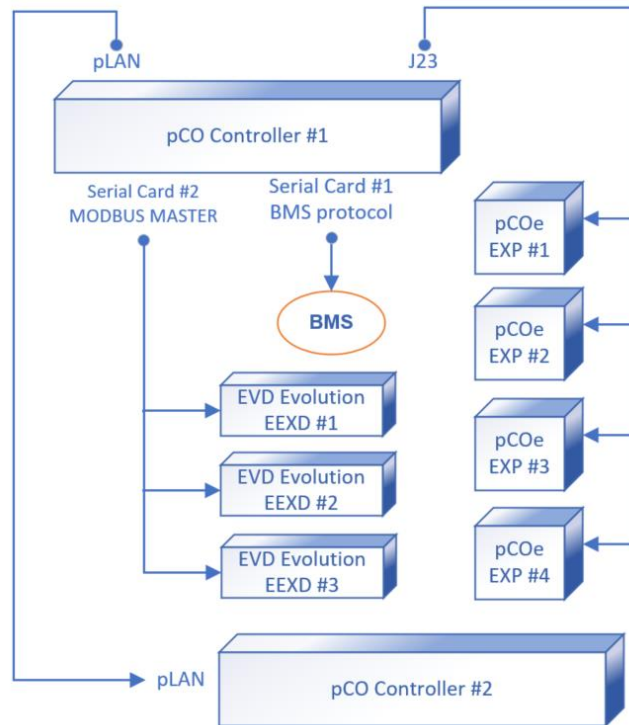 pLAN
J23
pCO Controller #1
Serial Card #2
MODBUS MASTER
Serial Card #1
BMS protocol
pCOe
EXP #1
BMS
pCOe
EXP #2
EVD Evolution
EEXD #1
pCOe
EXP #3
EVD Evolution
EEXD #2
pCOe
EXP #4
EVD Evolution
EEXD #3
pLAN
pCO Controller #2